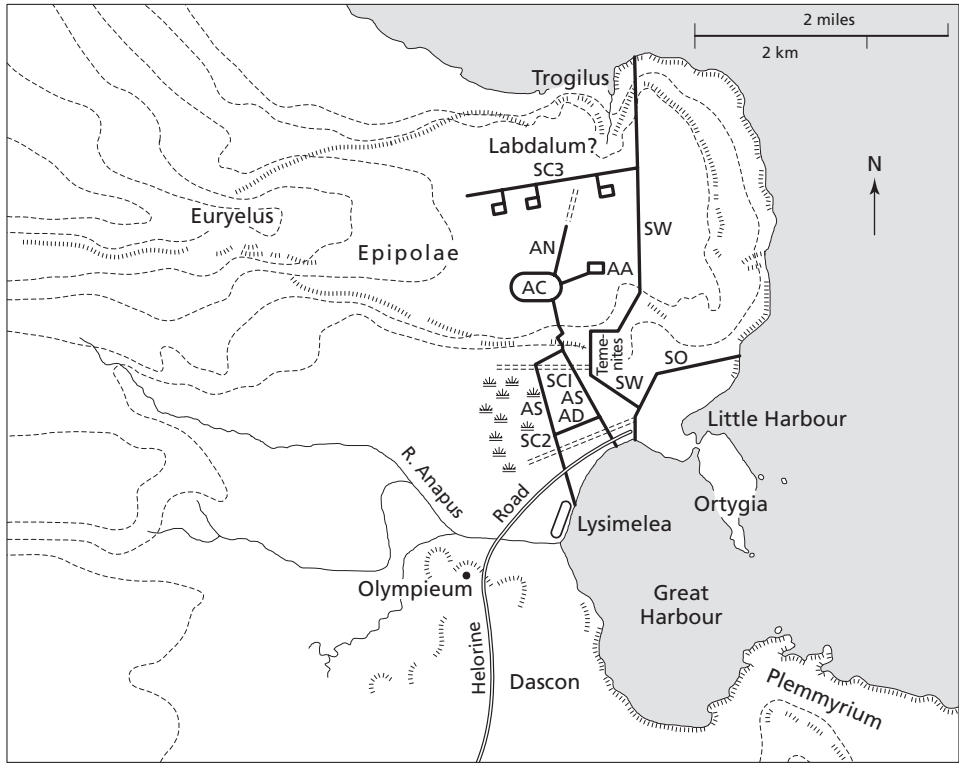 2 miles
2 km
Trogilus
Labdalum?
SC3
N
Euryelus
Epipolae
AN
SW
AA
AC
Teme-
nites
SO
SC1
SW
AS
AS
AD
SC2
Little Harbour
R. Anapus
Road
Ortygia
Lysimelea
Olympieum
Great
Harbour
Helorine
Dascon
Plemmyrium